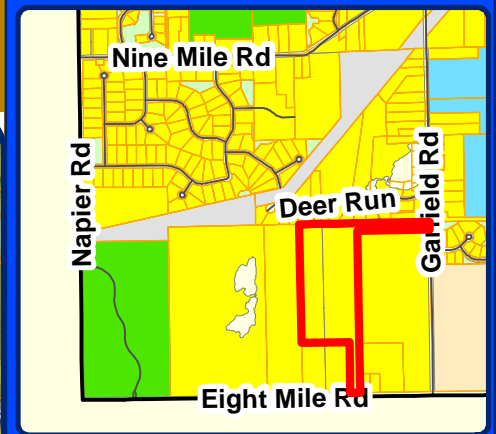 Nine Mile Rd
Napier Rd
Deer Run
Garfield Rd
Eight Mile Rd